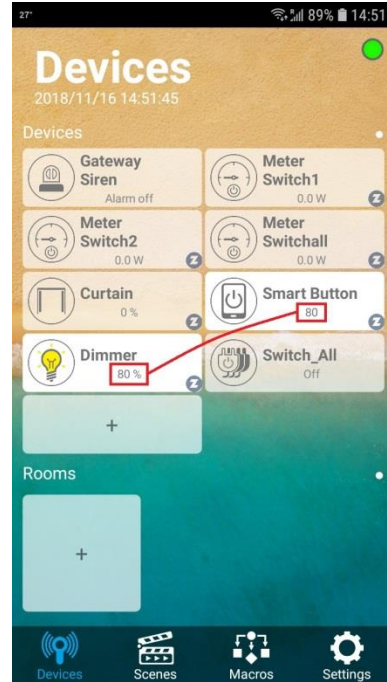 27°
89%
14:51
Devices
2018/11/16 14:51:45
Devices
Gateway
Siren
Alarm off
Meter
Switch1
0.0 W
Z
Meter
Switch2
0.0 W
Z
Meter
Switchall
0.0 W
Z
Curtain
0 %
Z
Smart Button
80
Z
Dimmer
80 %
Z
Switch_All
Off
+
Rooms
+
Devices
Scenes
Macros
Settings